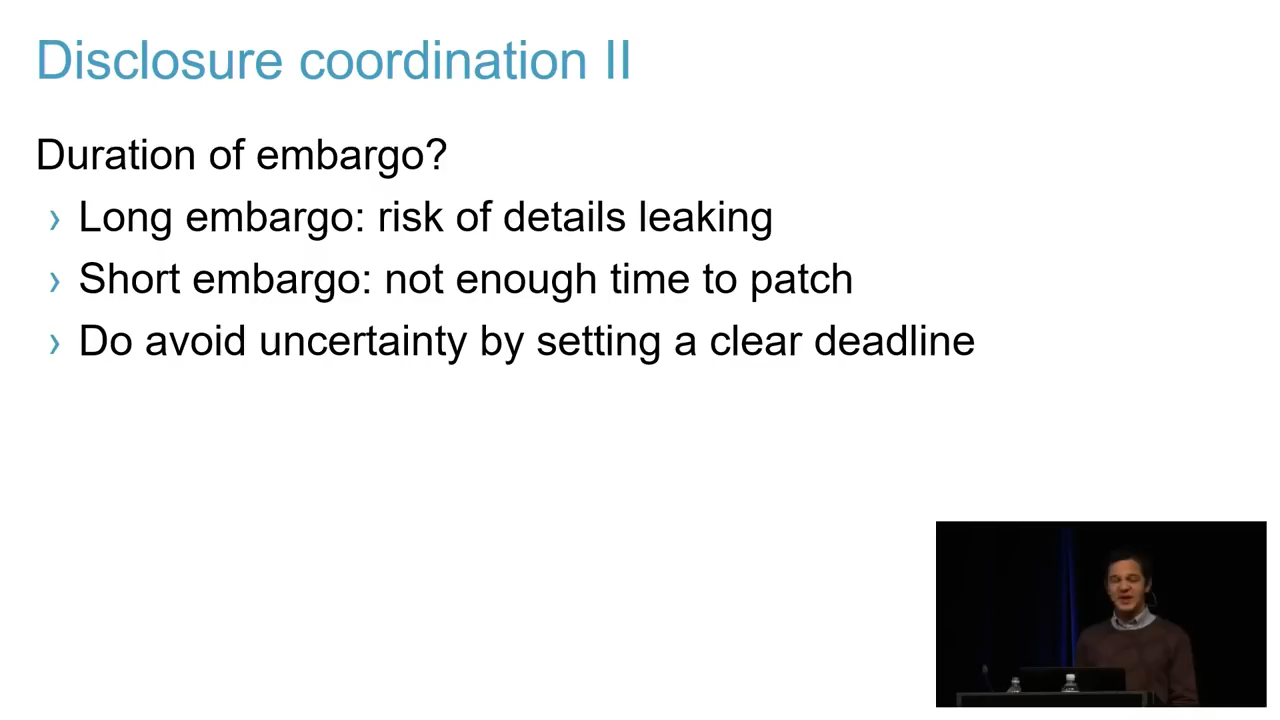 Disclosure coordination II
Duration of embargo?
› Long embargo: risk of details leaking
› Short embargo: not enough time to patch
› Do avoid uncertainty by setting a clear deadline